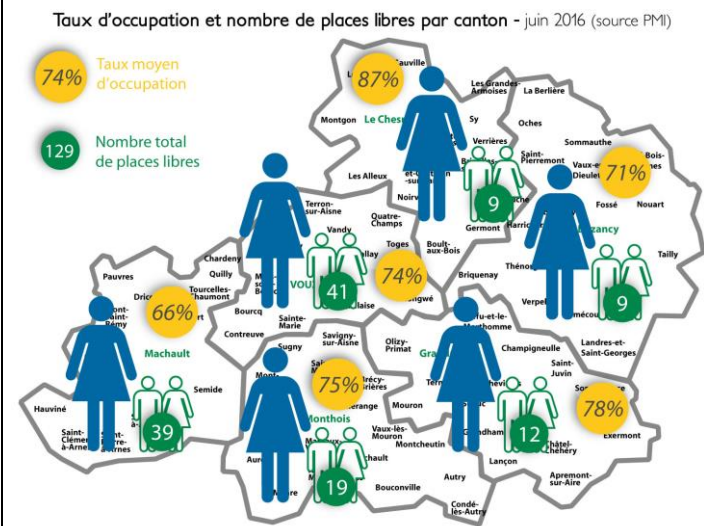 Taux d'occupation et nombre de places libres par canton - juin 2016 (source PMI)
74%
Taux moyen
d'occupation
129
Nombre total
de places libres
87%
Les Grandes-
Armoises
La Berlière
Montgon
Sy
Oches
Verrières
Sommauthe
Saint-
Pierremont
71%
Les Alleux
9
Fossé
Nouart
Terron-
sur-Aisne
Quatre-
Champs
Germont
Vandy
Toges
Boult-
aux-Bois
Tailly
Chardeny
Quilly
74%
Briquenay
9
Pauvres
Tourcelles-
Chaumont
41
66%
Bourcq
Sainte-
Marie
Landres-et-
Saint-Georges
Contreuve
Savigny-
sur-Aisne
Olizy-
Primat
Champigneulle
Machault
Sugny
Saint-
Juvin
75%
Semide
78%
Mouron
Hauviné
39
Vaux-lès-
Mouron
12
Exermont
Saint-
Clément-
à-Arnes
Montcheutin
Châtel-
Chéhéry
Lançon
19
Autry
Apremont-
sur-Aire
Bouconville
Condé-
lès-Autry